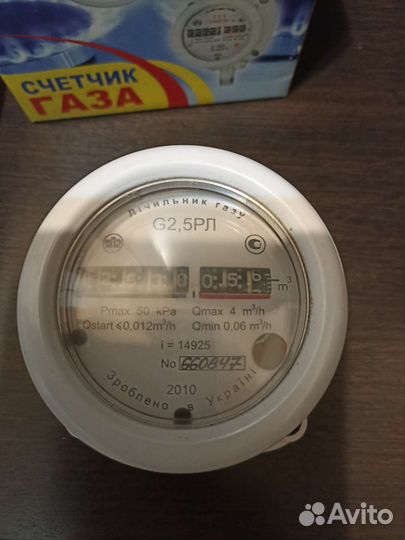 СЧЕТЧИК
ГАЗА
Лічильник газу
G2,5РЛ
m³
Pmax 50 kPa Qmax 4 m³/h
Qstart ≤0,012m³/h Qmin 0,06 m³/h
i = 14925
No
2010
Зроблено в Україні
Avito